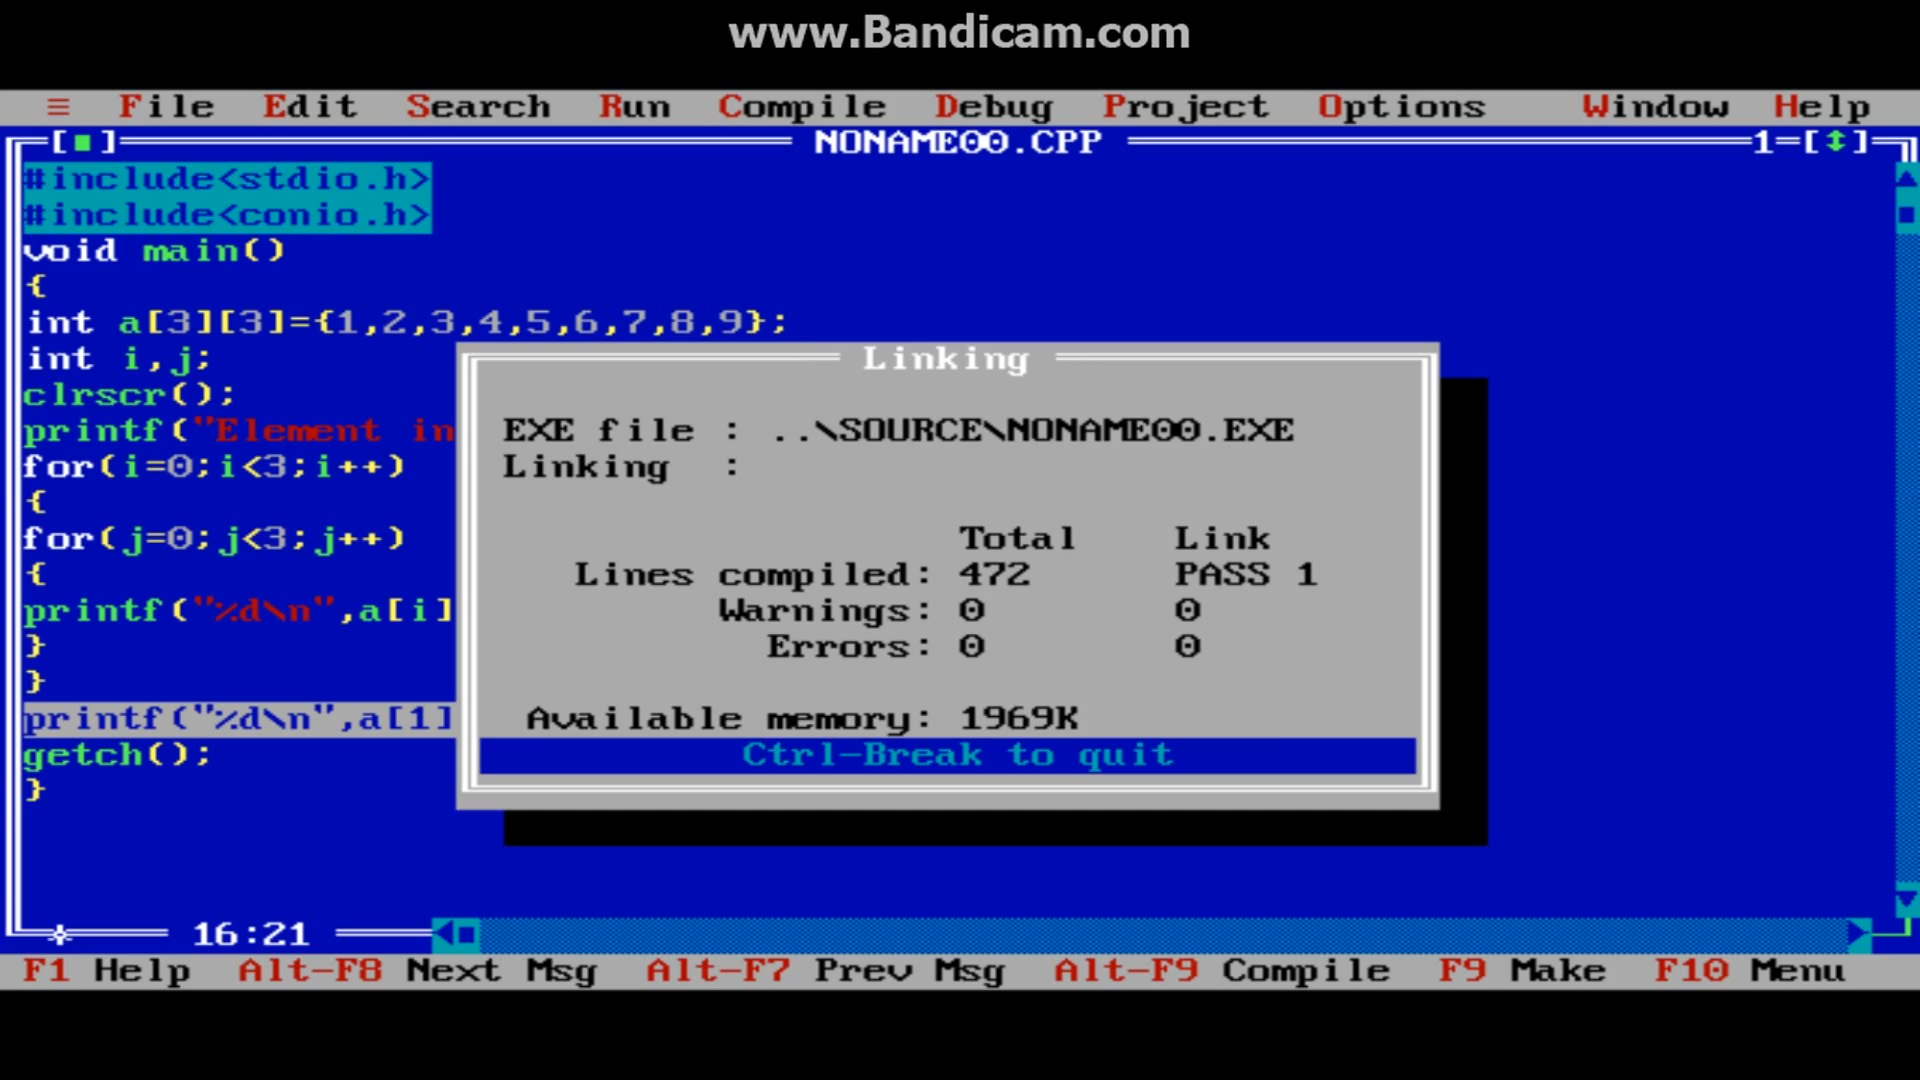 www.Bandicam.com
≡ File Edit Search Run Compile Debug Project Options Window Help
[■] NONAME00.CPP 1=[↕]
#include<stdio.h>
#include<conio.h>
void main()
{
int a[3][3]={1,2,3,4,5,6,7,8,9};
int i,j;
clrscr();
printf("Element in
for(i=0;i<3;i++)
{
for(j=0;j<3;j++)
{
printf("%d\n",a[i]
}
}
printf("%d\n",a[1]
getch();
}
Linking
EXE file : ..\SOURCE\NONAME00.EXE
Linking :
Total Link
Lines compiled: 472 PASS 1
Warnings: 0 0
Errors: 0 0
Available memory: 1969K
Ctrl-Break to quit
16:21
F1 Help Alt-F8 Next Msg Alt-F7 Prev Msg Alt-F9 Compile F9 Make F10 Menu